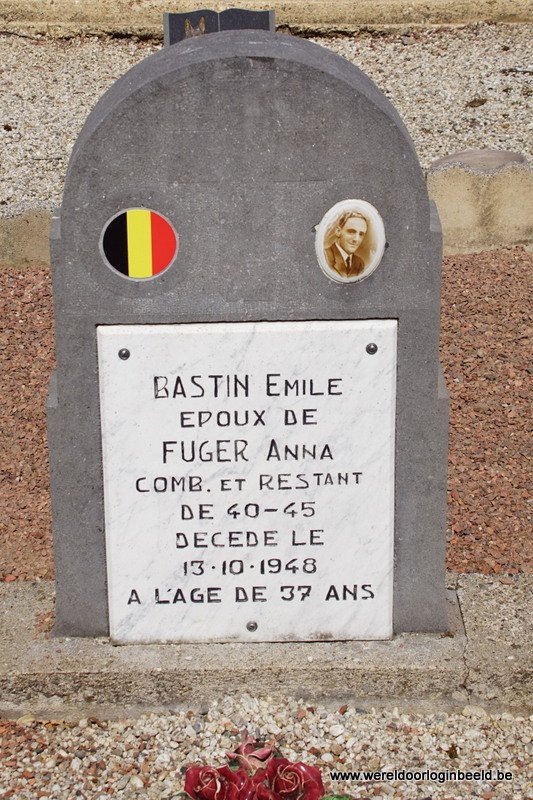 BASTIN EMILE
EPOUX DE
FUGER ANNA
COMB. ET RESTANT
DE 40-45
DECEDE LE
13·10·1948
A L'AGE DE 37 ANS
www.wereldoorloginbeeld.be